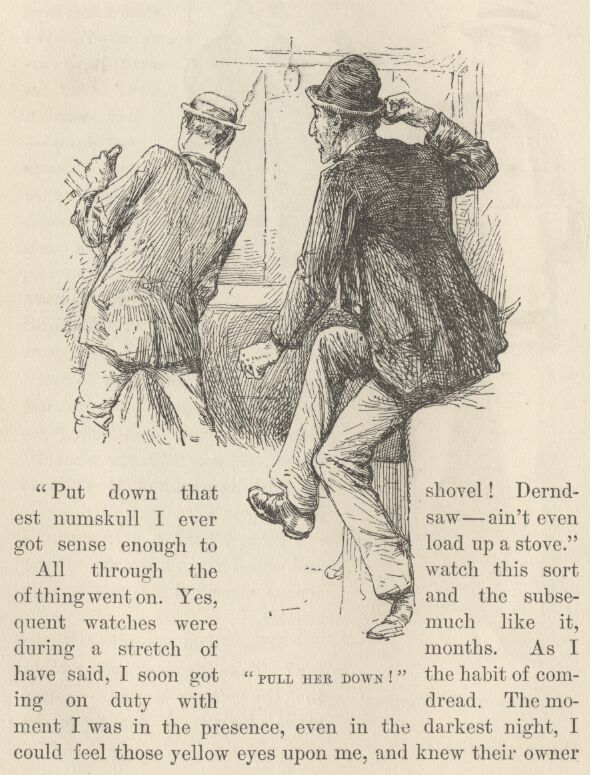 “Put down that shovel! Dernd-
est numskull I ever saw—ain’t even
got sense enough to load up a stove.”
All through the watch this sort
of thing went on. Yes, and the subse-
quent watches were much like it,
during a stretch of months. As I
have said, I soon got the habit of com-
ing on duty with dread. The mo-
ment I was in the presence, even in the darkest night, I
could feel those yellow eyes upon me, and knew their owner
“PULL HER DOWN!”